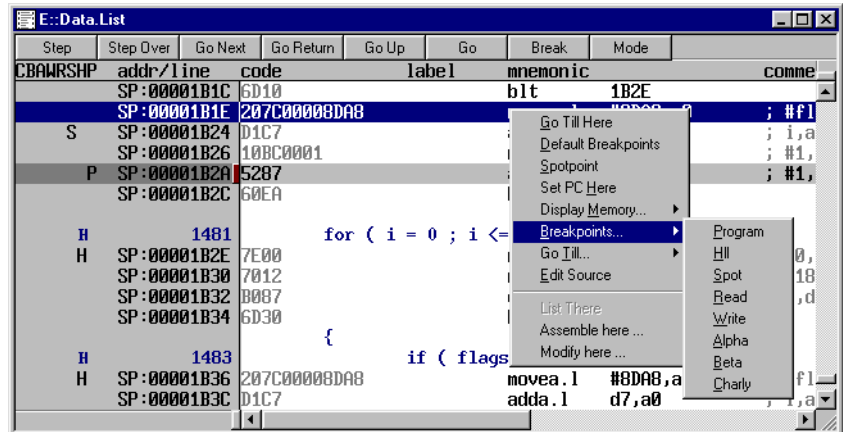 E::Data.List
Step Step Over Go Next Go Return Go Up Go Break Mode
CBAWRSHP addr/line code label mnemonic comme
SP:00001B1C 6D10 blt 1B2E
SP:00001B1E 207C00008DA8 ; #fl
S SP:00001B24 D1C7 ; i,a
SP:00001B26 10BC0001 ; #1,
P SP:00001B2A 5287 ; #1,
SP:00001B2C 60EA
H 1481 for ( i = 0 ; i <=
H SP:00001B2E 7E00 0,
SP:00001B30 7012 18
SP:00001B32 B087 ,d
SP:00001B34 6D30
{
H 1483 if ( flags
H SP:00001B36 207C00008DA8 movea.l #8DA8,a fl
SP:00001B3C D1C7 adda.l d7,a0 ; i,a
Go Till Here
Default Breakpoints
Spotpoint
Set PC Here
Display Memory...
Breakpoints...
Go Till...
Edit Source
List There
Assemble here ...
Modify here ...
Program
Hll
Spot
Read
Write
Alpha
Beta
Charly